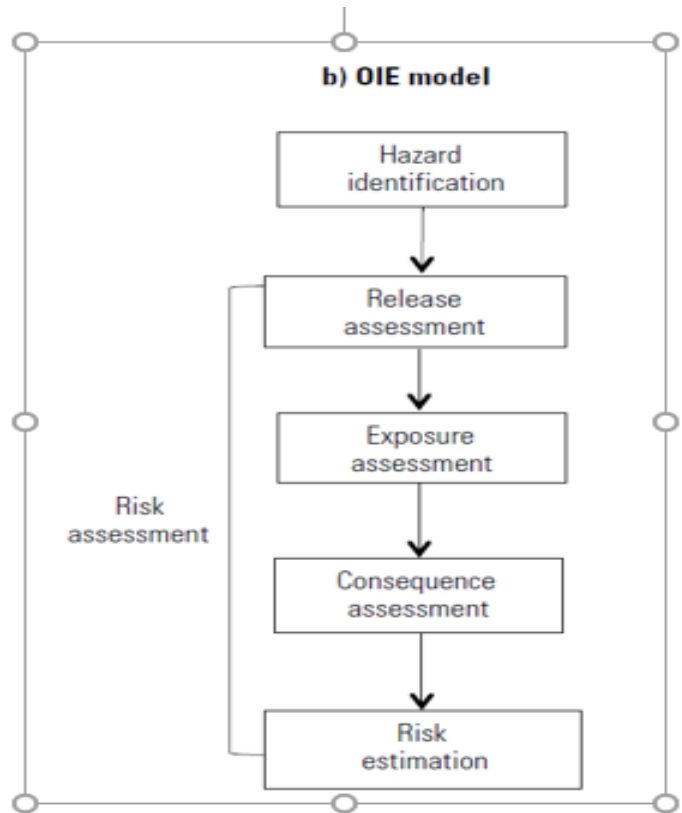 b) OIE model
Hazard
identification
Release
assessment
Exposure
assessment
Risk
assessment
Consequence
assessment
Risk
estimation